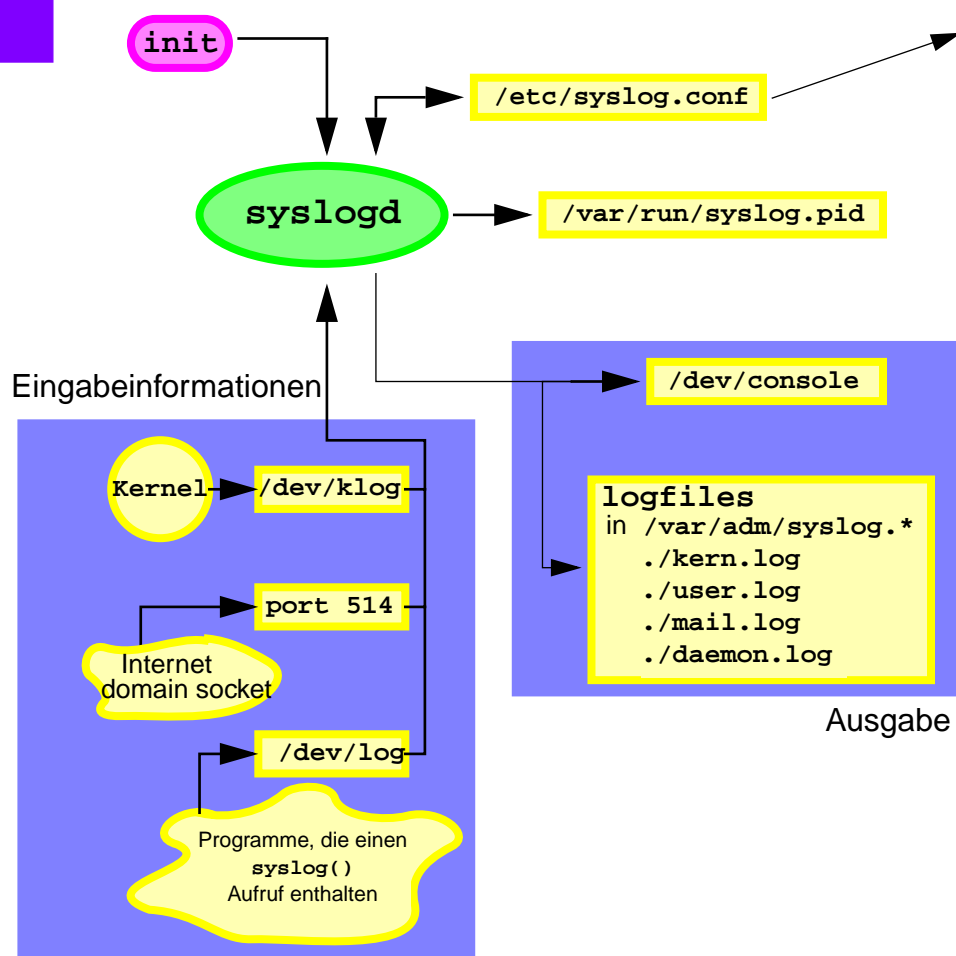 init
/etc/syslog.conf
syslogd
/var/run/syslog.pid
Eingabeinformationen
Kernel
/dev/klog
port 514
Internet
domain socket
/dev/log
Programme, die einen
syslog()
Aufruf enthalten
/dev/console
logfiles
in /var/adm/syslog.*
./kern.log
./user.log
./mail.log
./daemon.log
Ausgabe